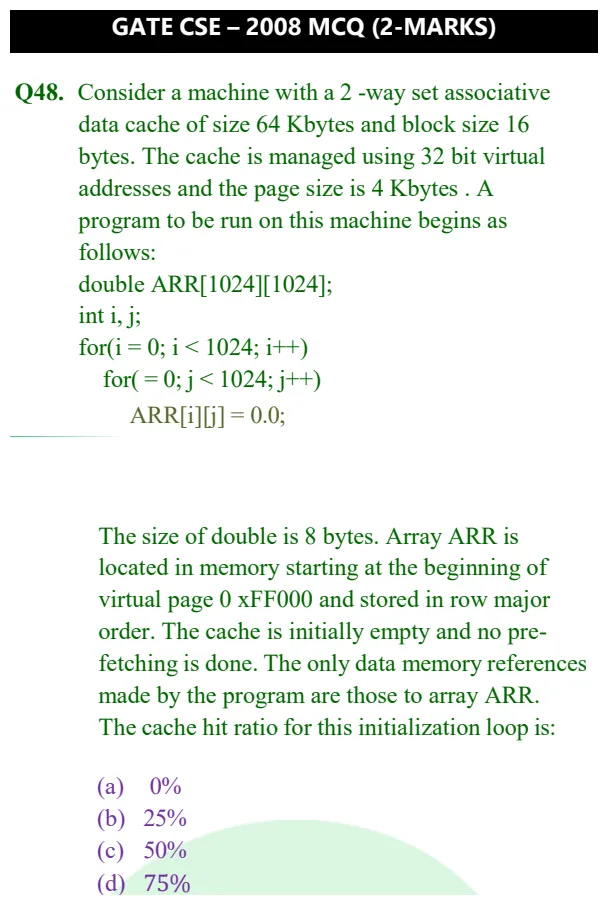 GATE CSE – 2008 MCQ (2-MARKS)
Q48. Consider a machine with a 2 -way set associative
data cache of size 64 Kbytes and block size 16
bytes. The cache is managed using 32 bit virtual
addresses and the page size is 4 Kbytes . A
program to be run on this machine begins as
follows:
double ARR[1024][1024];
int i, j;
for(i = 0; i < 1024; i++)
for( = 0; j < 1024; j++)
ARR[i][j] = 0.0;
The size of double is 8 bytes. Array ARR is
located in memory starting at the beginning of
virtual page 0 xFF000 and stored in row major
order. The cache is initially empty and no pre-
fetching is done. The only data memory references
made by the program are those to array ARR.
The cache hit ratio for this initialization loop is:
(a) 0%
(b) 25%
(c) 50%
(d) 75%